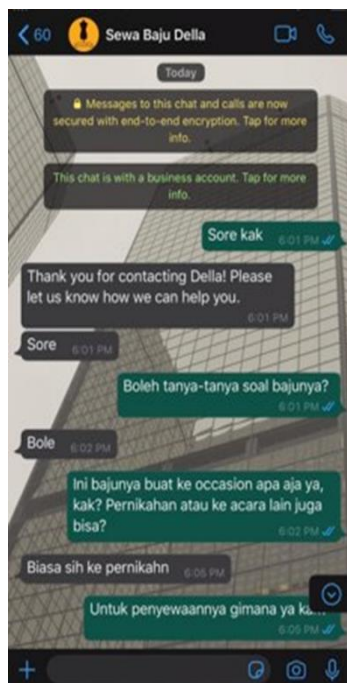 60
Sewa Baju Della
Today
Messages to this chat and calls are now
secured with end-to-end encryption. Tap for more
info.
This chat is with a business account. Tap for more
info.
Sore kak
6:01 PM
Thank you for contacting Della! Please
let us know how we can help you.
6:01 PM
Sore
6:01 PM
Boleh tanya-tanya soal bajunya?
6:01 PM
Bole
6:02 PM
Ini bajunya buat ke occasion apa aja ya,
kak? Pernikahan atau ke acara lain juga
bisa?
6:02 PM
Biasa sih ke pernikahn
6:05 PM
Untuk penyewaannya gimana ya
6:05 PM